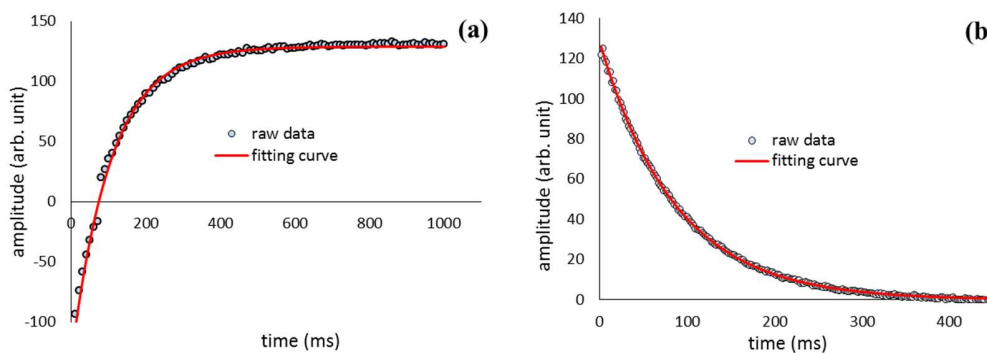 (a)
150
100
50
0
-50
-100
0 200 400 600 800 1000
amplitude (arb. unit)
time (ms)
raw data
fitting curve
(b
140
120
100
80
60
40
20
0
0 100 200 300 400
amplitude (arb. unit)
time (ms)
raw data
fitting curve